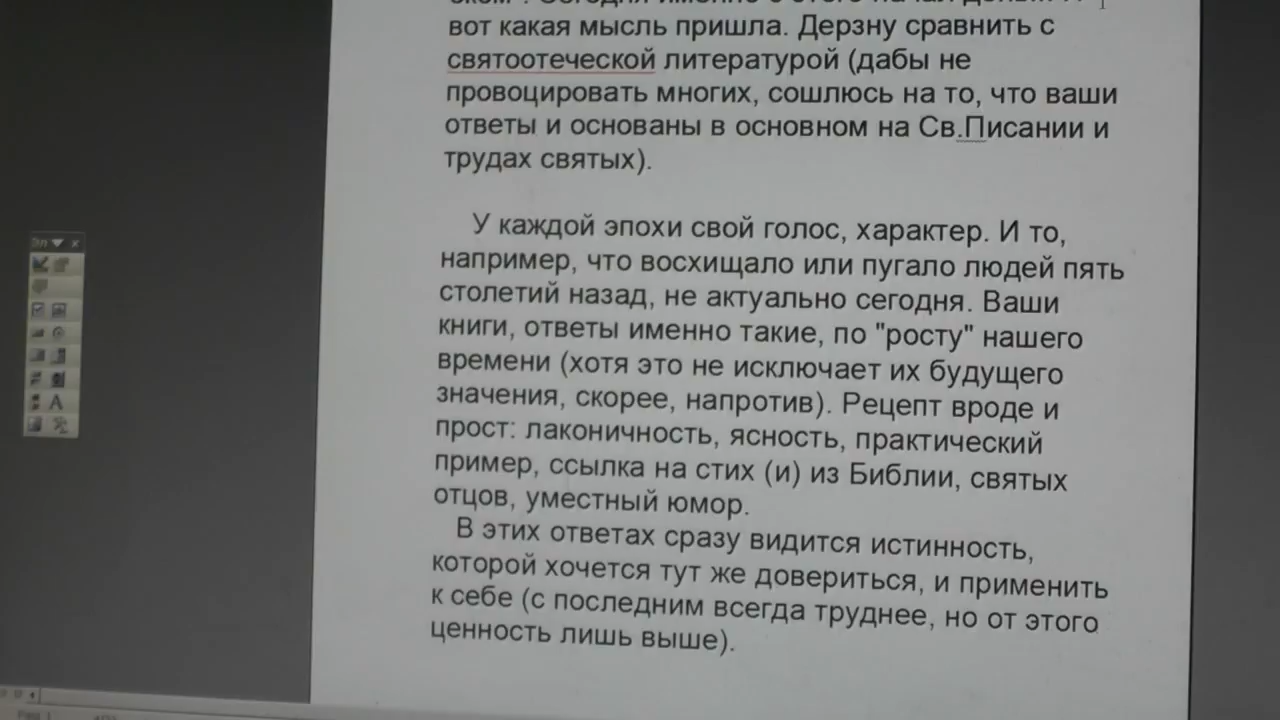 вот какая мысль пришла. Дерзну сравнить с
святоотеческой литературой (дабы не
провоцировать многих, сошлюсь на то, что ваши
ответы и основаны в основном на Св.Писании и
трудах святых).
У каждой эпохи свой голос, характер. И то,
например, что восхищало или пугало людей пять
столетий назад, не актуально сегодня. Ваши
книги, ответы именно такие, по "росту" нашего
времени (хотя это не исключает их будущего
значения, скорее, напротив). Рецепт вроде и
прост: лаконичность, ясность, практический
пример, ссылка на стих (и) из Библии, святых
отцов, уместный юмор.
В этих ответах сразу видится истинность,
которой хочется тут же довериться, и применить
к себе (с последним всегда труднее, но от этого
ценность лишь выше).
Эл
A